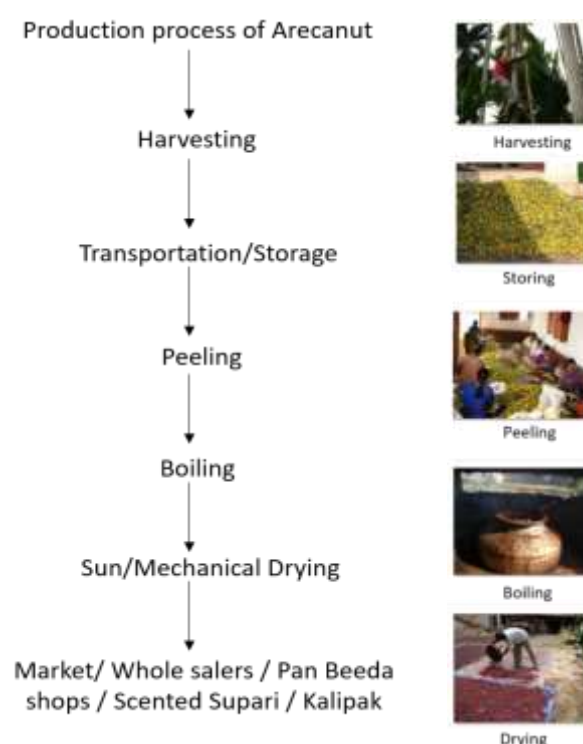 Production process of Arecanut
Harvesting
Transportation/Storage
Peeling
Boiling
Sun/Mechanical Drying
Market/ Whole salers / Pan Beeda
shops / Scented Supari / Kalipak
Harvesting
Storing
Peeling
Boiling
Drying